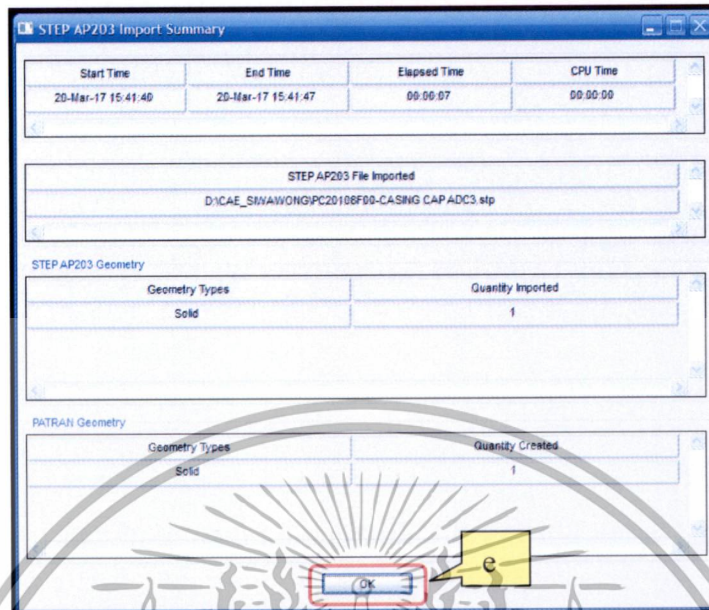 STEP AP203 Import Summary
Start Time End Time Elapsed Time CPU Time
20-Mar-17 15:41:40 20-Mar-17 15:41:47 00:00:07 00:00:00
STEP AP203 File Imported
D:\CAE_SIWAWONG\PC20106F00-CASING CAP ADC3.stp
STEP AP203 Geometry
Geometry Types Quantity Imported
Solid 1
PATRAN Geometry
Geometry Types Quantity Created
Solid 1
OK
e